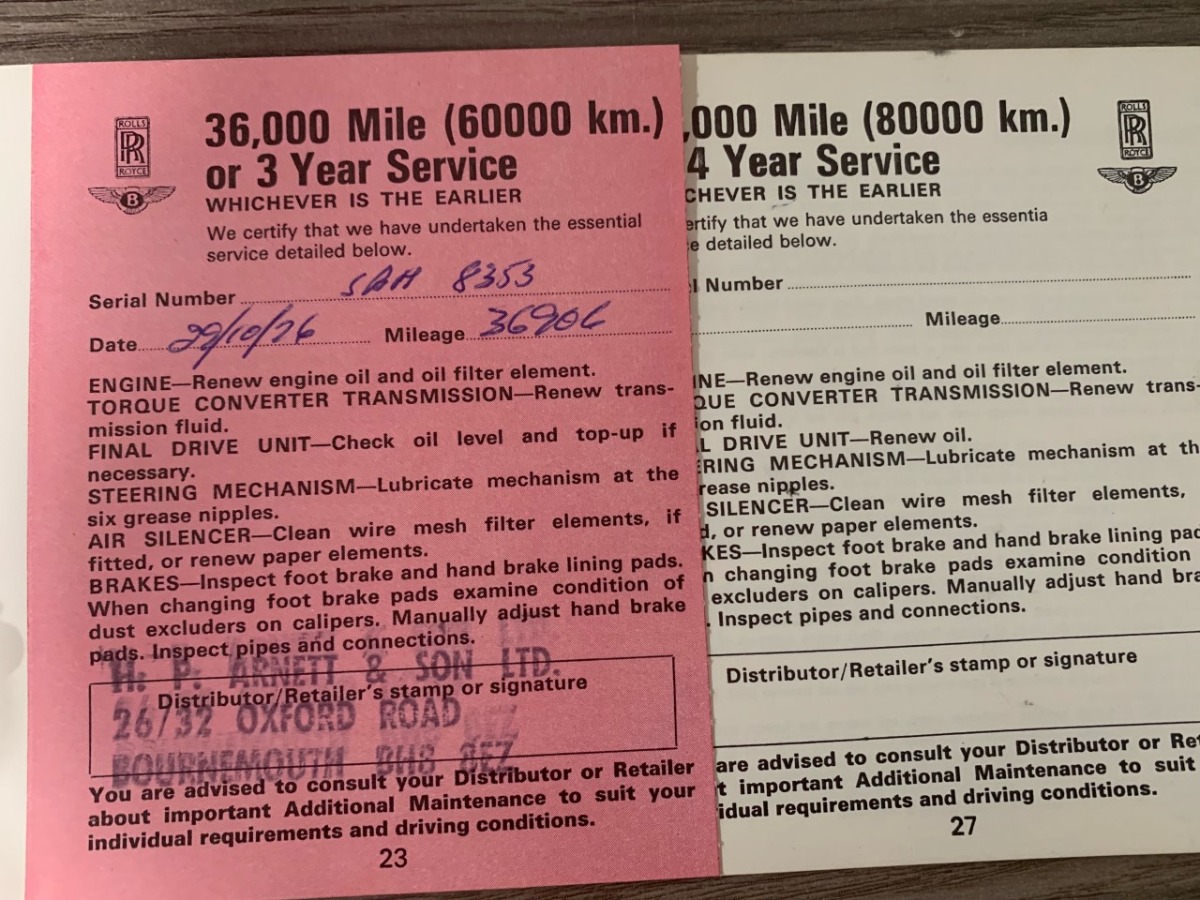 ROLLS
RR
ROYCE
B
36,000 Mile (60000 km.)
or 3 Year Service
WHICHEVER IS THE EARLIER
We certify that we have undertaken the essential
service detailed below.
Serial Number SRH 8353
Date 29/10/76 Mileage 36906
ENGINE—Renew engine oil and oil filter element.
TORQUE CONVERTER TRANSMISSION—Renew trans-
mission fluid.
FINAL DRIVE UNIT—Check oil level and top-up if
necessary.
STEERING MECHANISM—Lubricate mechanism at the
six grease nipples.
AIR SILENCER—Clean wire mesh filter elements, if
fitted, or renew paper elements.
BRAKES—Inspect foot brake and hand brake lining pads.
When changing foot brake pads examine condition of
dust excluders on calipers. Manually adjust hand brake
pads. Inspect pipes and connections.
H. P. ARNETT & SON LTD.
Distributor/Retailer's stamp or signature
26/32 OXFORD ROAD
BOURNEMOUTH BH8 8EZ
You are advised to consult your Distributor or Retailer
about important Additional Maintenance to suit your
individual requirements and driving conditions.
23
,000 Mile (80000 km.)
4 Year Service
CHEVER IS THE EARLIER
ertify that we have undertaken the essentia
e detailed below.
l Number
Mileage
ROLLS
RR
ROYCE
B
INE—Renew engine oil and oil filter element.
QUE CONVERTER TRANSMISSION—Renew trans-
ion fluid.
L DRIVE UNIT—Renew oil.
RING MECHANISM—Lubricate mechanism at th
rease nipples.
SILENCER—Clean wire mesh filter elements,
d, or renew paper elements.
KES—Inspect foot brake and hand brake lining pad
n changing foot brake pads examine condition
excluders on calipers. Manually adjust hand bra
. Inspect pipes and connections.
Distributor/Retailer's stamp or signature
are advised to consult your Distributor or Ret
t important Additional Maintenance to suit
idual requirements and driving conditions.
27